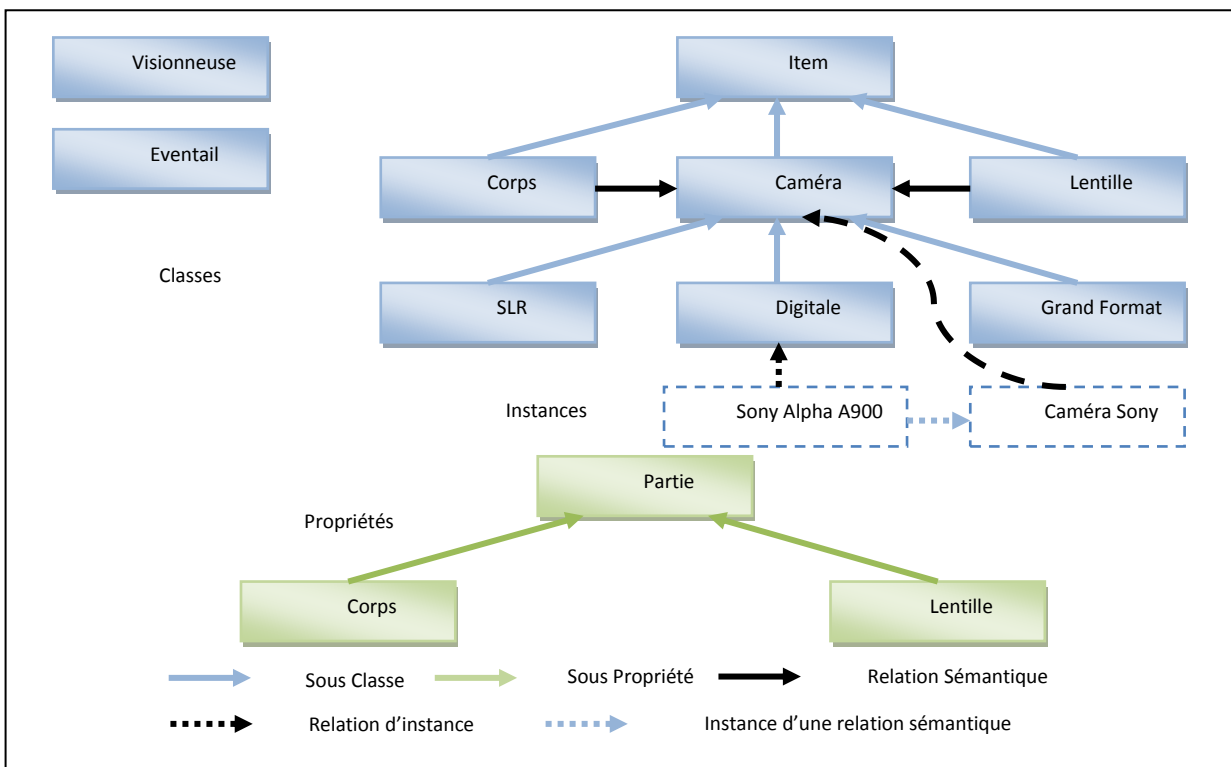 Visionneuse
Item
Eventail
Corps
Caméra
Lentille
Classes
SLR
Digitale
Grand Format
Instances
Sony Alpha A900
Caméra Sony
Partie
Propriétés
Corps
Lentille
Sous Classe
Sous Propriété
Relation Sémantique
Relation d’instance
Instance d’une relation sémantique